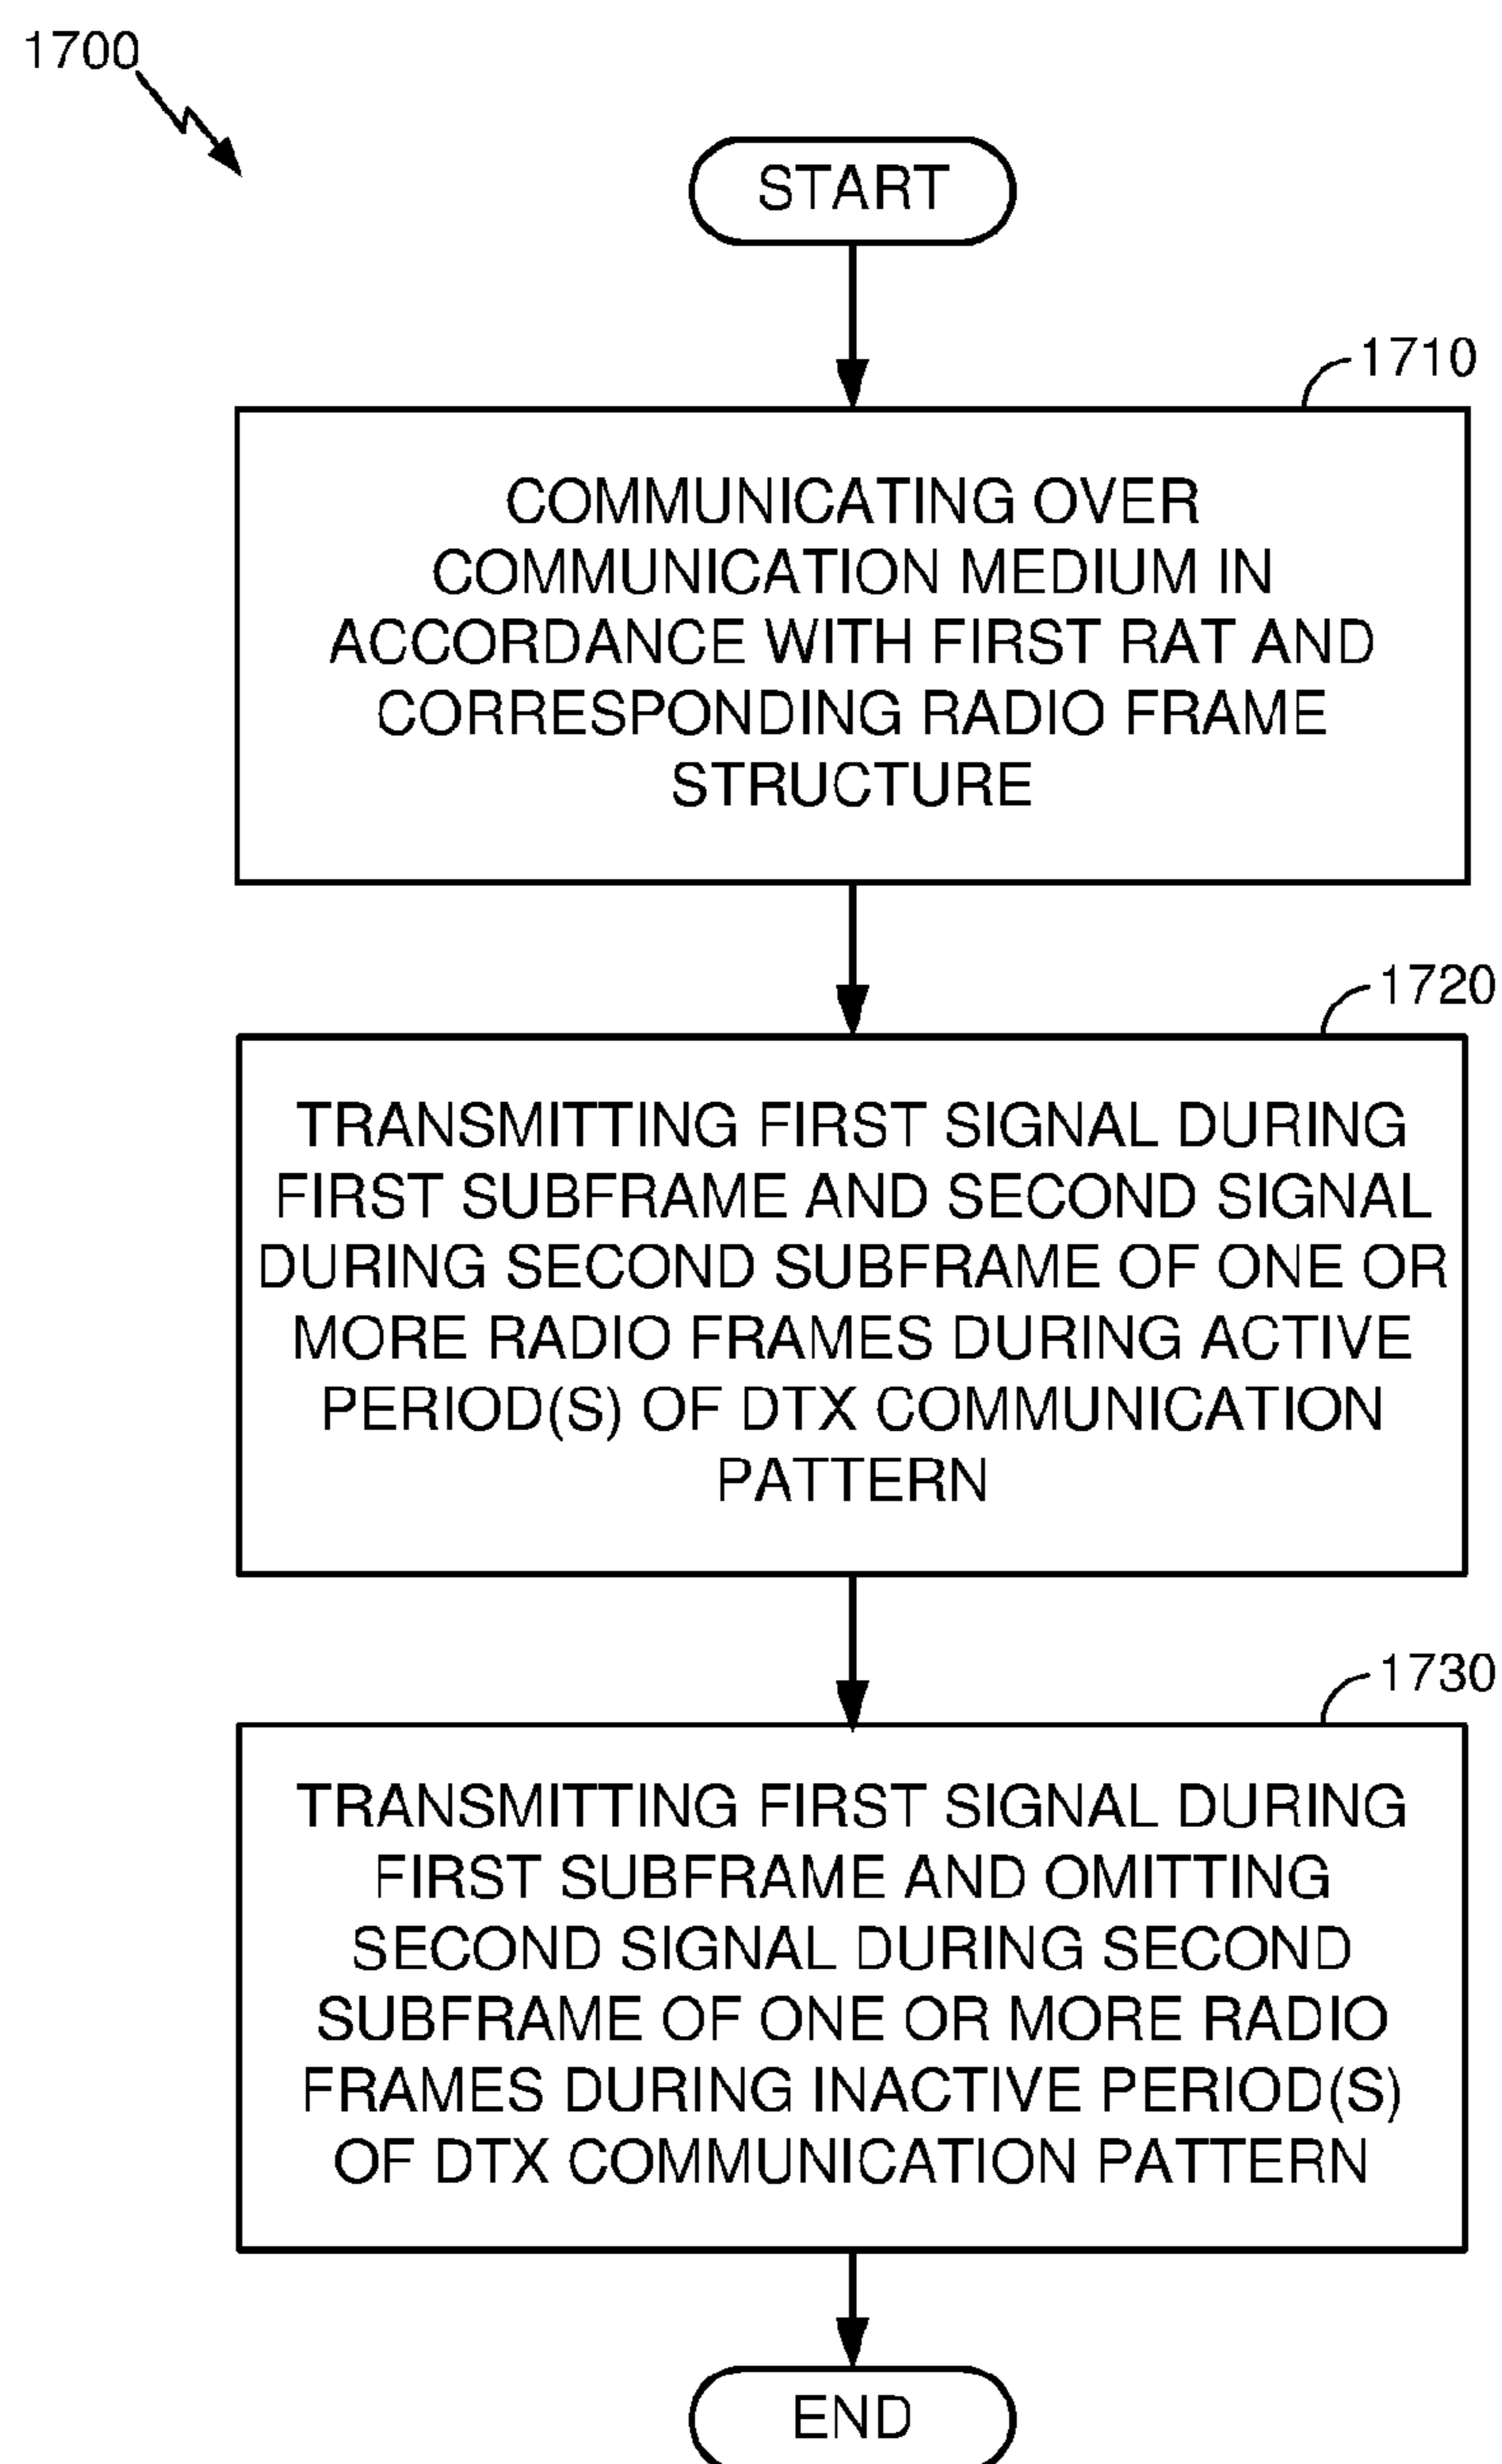 1700
START
1710
COMMUNICATING OVER
COMMUNICATION MEDIUM IN
ACCORDANCE WITH FIRST RAT AND
CORRESPONDING RADIO FRAME
STRUCTURE
1720
TRANSMITTING FIRST SIGNAL DURING
FIRST SUBFRAME AND SECOND SIGNAL
DURING SECOND SUBFRAME OF ONE OR
MORE RADIO FRAMES DURING ACTIVE
PERIOD(S) OF DTX COMMUNICATION
PATTERN
1730
TRANSMITTING FIRST SIGNAL DURING
FIRST SUBFRAME AND OMITTING
SECOND SIGNAL DURING SECOND
SUBFRAME OF ONE OR MORE RADIO
FRAMES DURING INACTIVE PERIOD(S)
OF DTX COMMUNICATION PATTERN
END